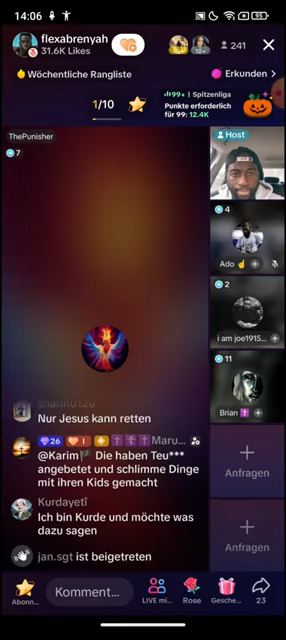 14:06
95
flexabrenyah
31.6K Likes
10+
241
Wöchentliche Rangliste
Erkunden >
1/10
99+ | Spitzenliga
Punkte erforderlich
für 99: 12.4K
ThePunisher
7
Host
4
Ado ☝
2
i am joe1915...
11
Brian ✝
Anfragen
Anfragen
Nur Jesus kann retten
26 I Maru...
@Karim🏴 Die haben Teu***
angebetet und schlimme Dinge
mit ihren Kids gemacht
Kurdayetî
Ich bin Kurde und möchte was
dazu sagen
jan.sgt ist beigetreten
Abonn...
Komment...
LIVE mi...
Rose
Gesche...
23